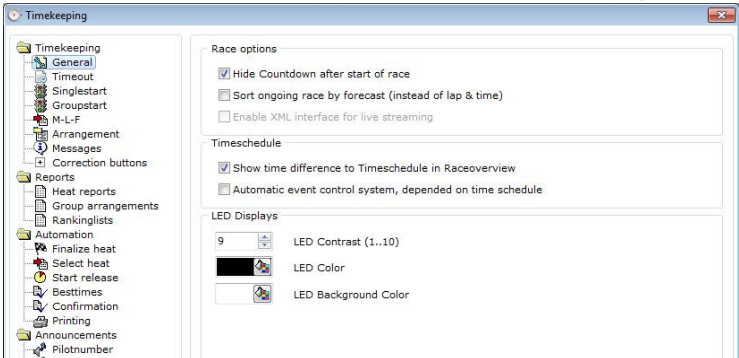 Timekeeping
Timekeeping
General
Timeout
Singlestart
Groupstart
M-L-F
Arrangement
Messages
Correction buttons
Reports
Heat reports
Group arrangements
Rankinglists
Automation
Finalize heat
Select heat
Start release
Besttimes
Confirmation
Printing
Announcements
Pilotnumber
Race options
Hide Countdown after start of race
Sort ongoing race by forecast (instead of lap & time)
Enable XML interface for live streaming
Timeschedule
Show time difference to Timeschedule in Raceoverview
Automatic event control system, depended on time schedule
LED Displays
9 LED Contrast (1..10)
LED Color
LED Background Color